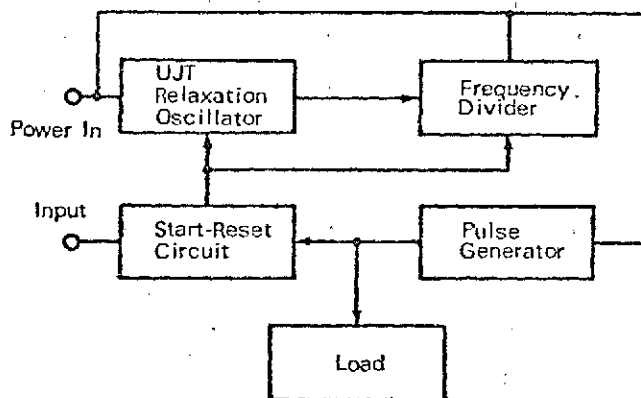 UJT
Relaxation
Oscillator
Frequency
Divider
Power In
Input
Start-Reset
Circuit
Pulse
Generator
Load